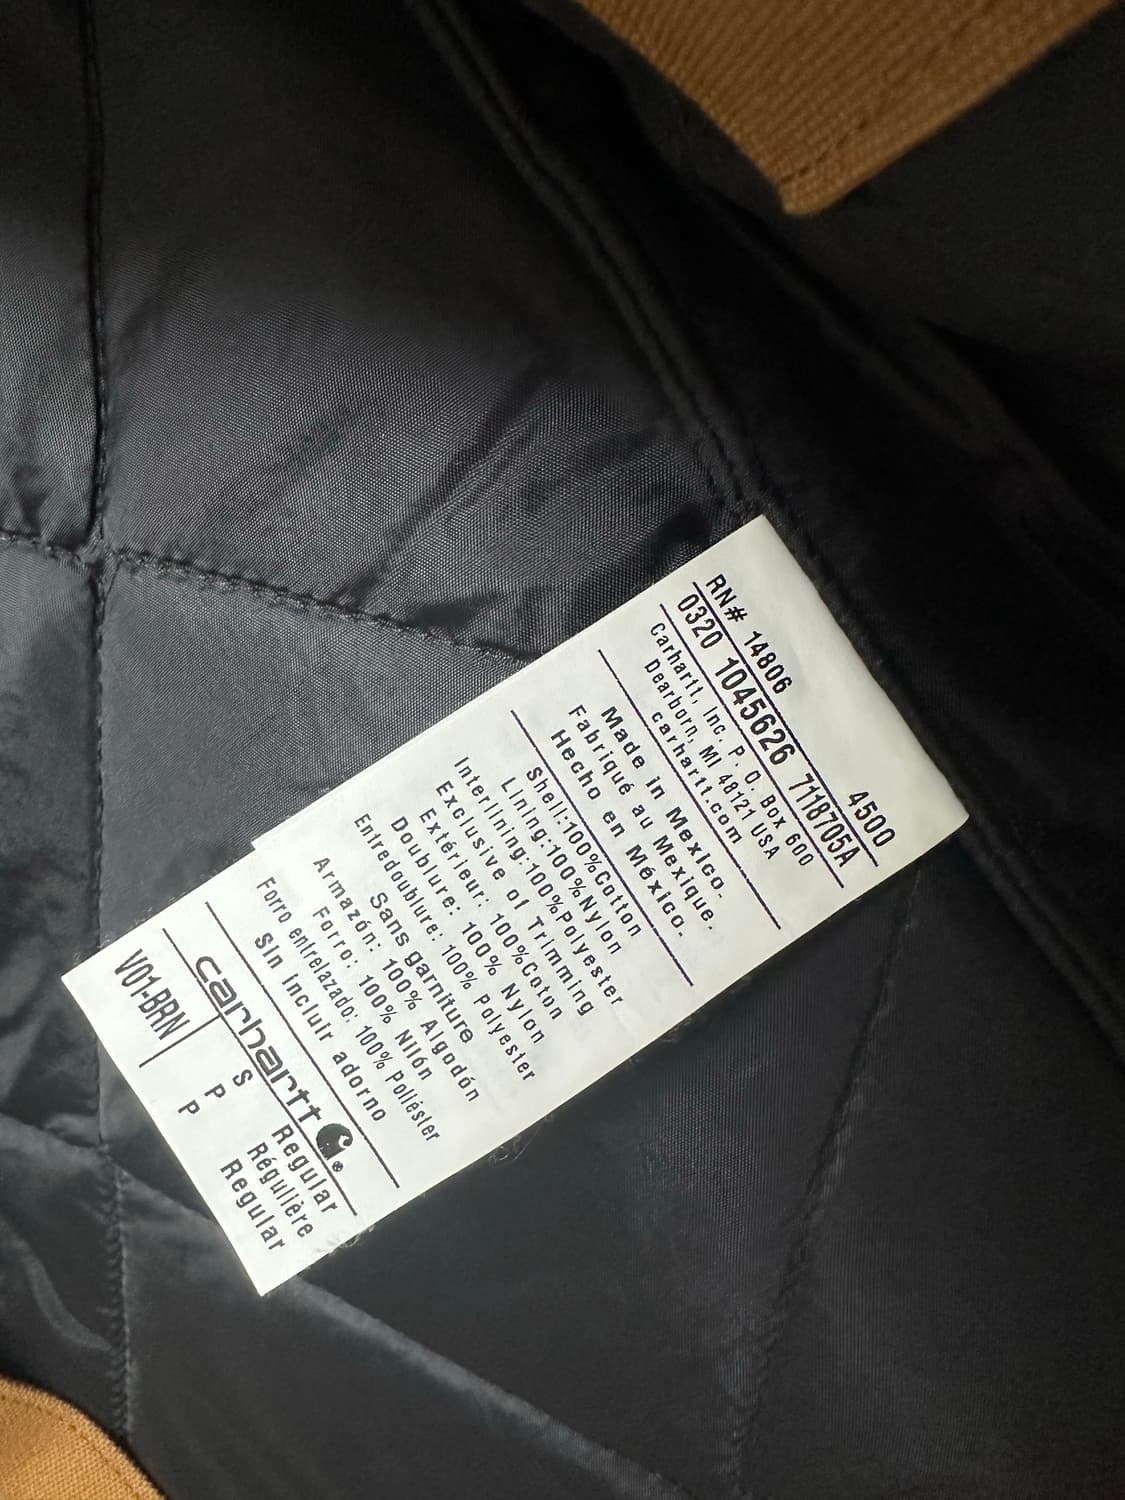 RN# 14806 4500
0320 1045626 7118705A
Carhartt, Inc. P. O. Box 600
Dearborn, MI 48121 USA
carhartt.com
Made in Mexico.
Fabriqué au Mexique.
Hecho en México.
Shell:100%Cotton
Lining:100%Nylon
Interlining:100%Polyester
Exclusive of Trimming
Extérieur.: 100%Coton
Doublure: 100% Nylon
Entredoublure: 100% Polyester
Sans garniture
Armazón: 100% Algodón
Forro: 100% Nilón
Forro entrelazado: 100% Poliéster
Sin incluir adorno
carhartt ®
V01-BRN S Regular
P Régulière
P Regular